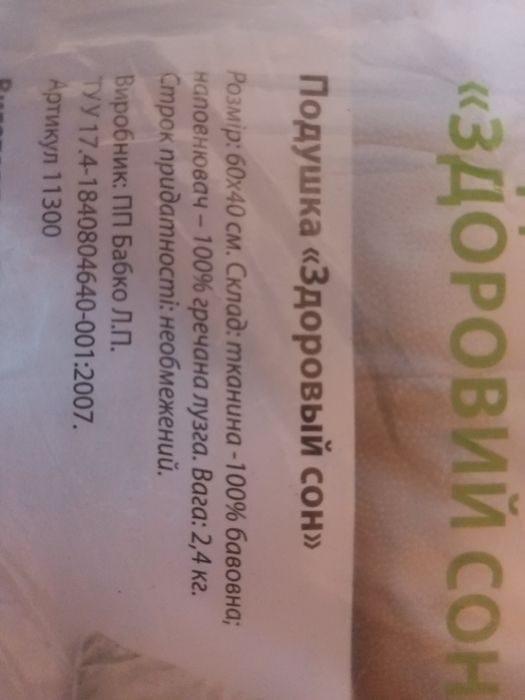 «ЗДОРОВИЙ СОН
Подушка «Здоровый сон»
Розмір: 60х40 см. Склад: тканина -100% бавовна;
наповнювач – 100% гречана лузга. Вага: 2,4 кг.
Строк придатності: необмежений.
Виробник: ПП Бабко Л.П.
ТУ У 17.4-1840804640-001:2007.
Артикул 11300